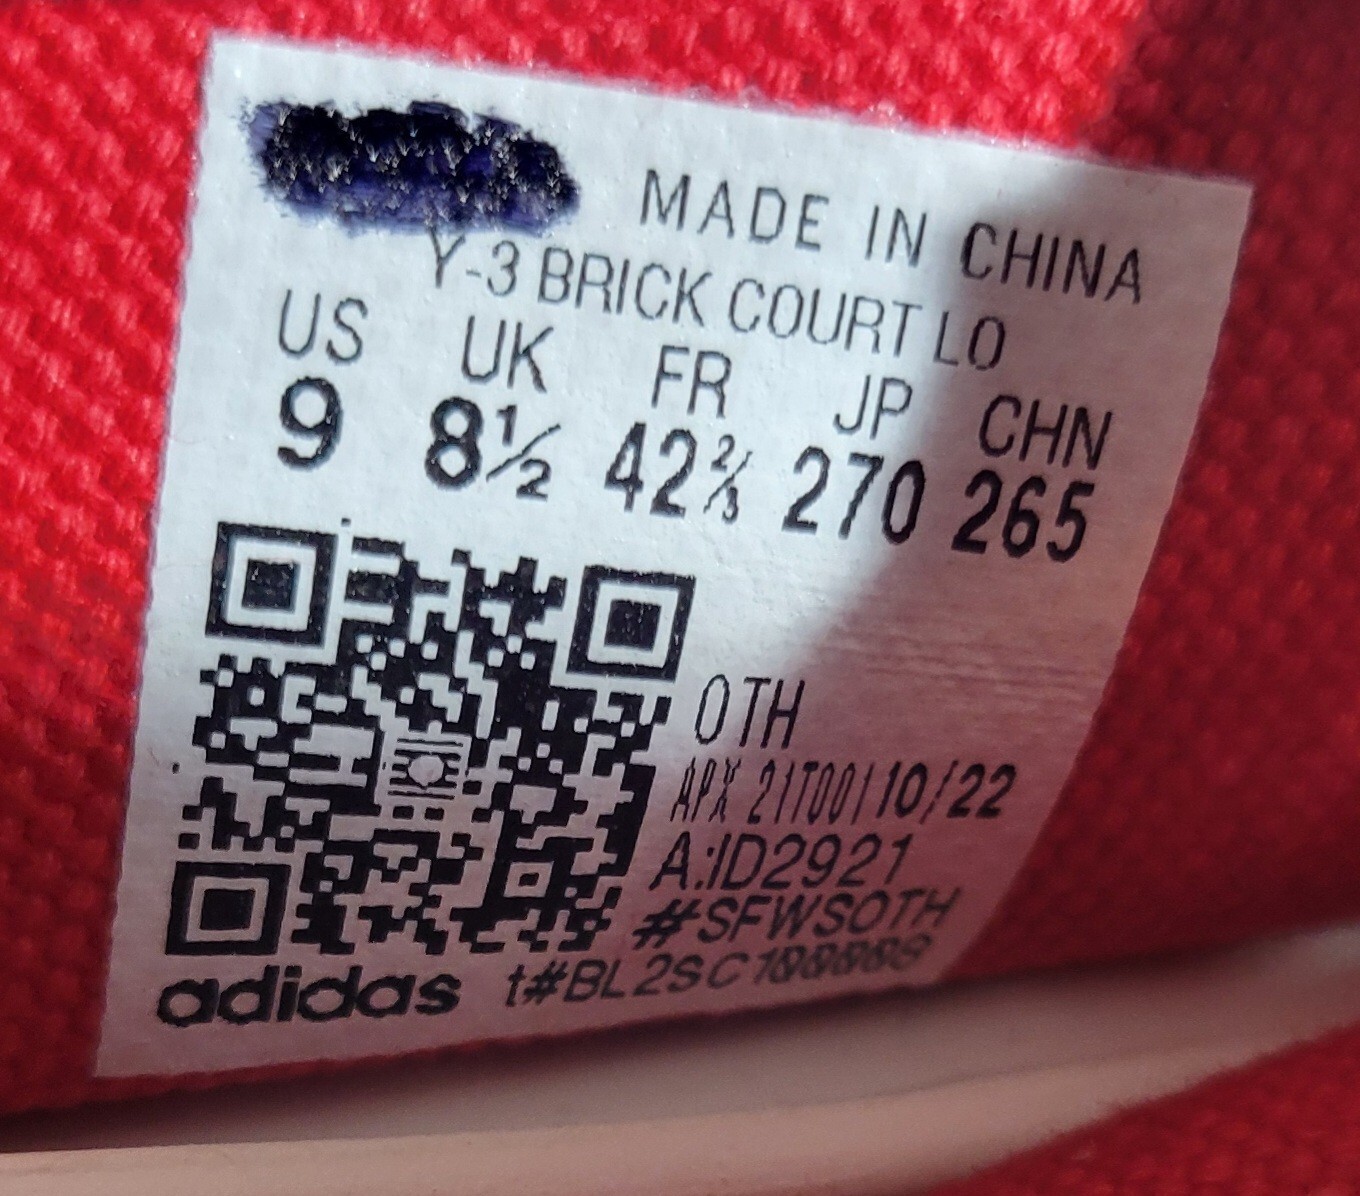 MADE IN CHINA
Y-3 BRICK COURT LO
US UK FR JP CHN
9 8½ 42⅔ 270 265
OTH
APX 21T001 10/22
A:ID2921
#SFWSOTH
adidas